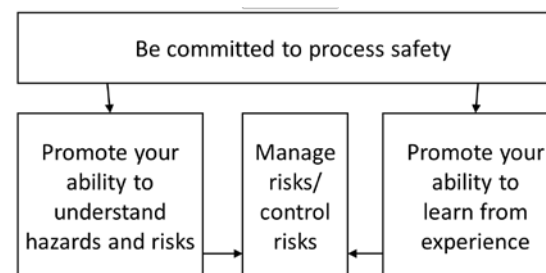 Be committed to process safety
Promote your
ability to
understand
hazards and risks
Manage
risks/
control
risks
Promote your
ability to
learn from
experience